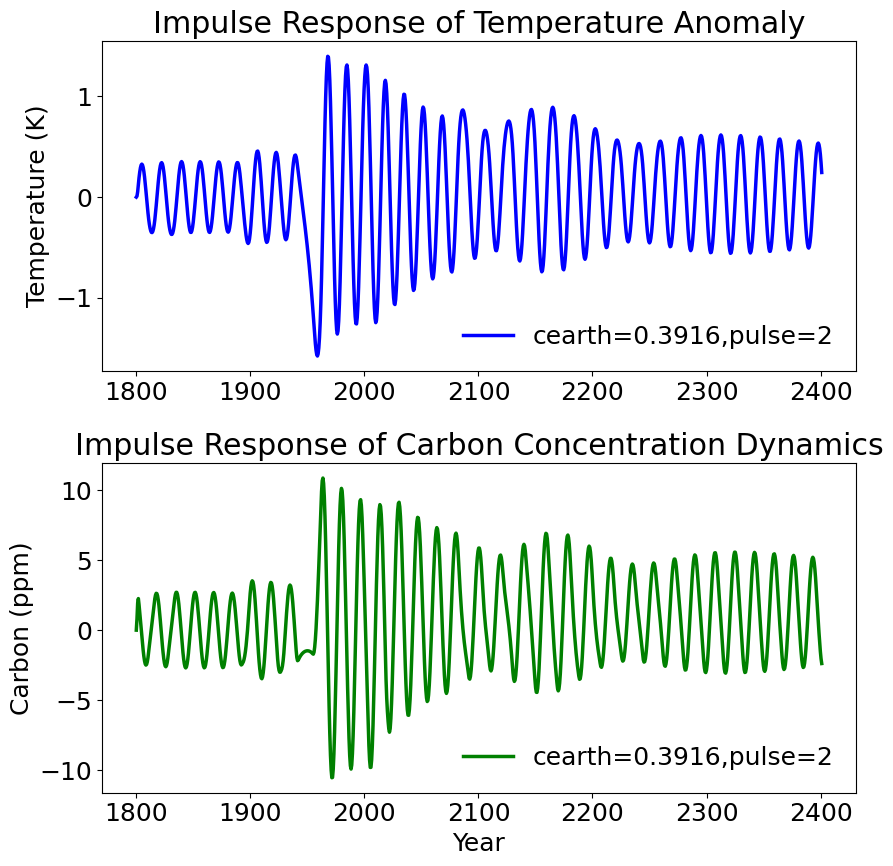 Impulse Response of Temperature Anomaly
Temperature (K)
1
0
−1
cearth=0.3916,pulse=2
1800 1900 2000 2100 2200 2300 2400
Impulse Response of Carbon Concentration Dynamics
Carbon (ppm)
10
5
0
−5
−10
cearth=0.3916,pulse=2
1800 1900 2000 2100 2200 2300 2400
Year